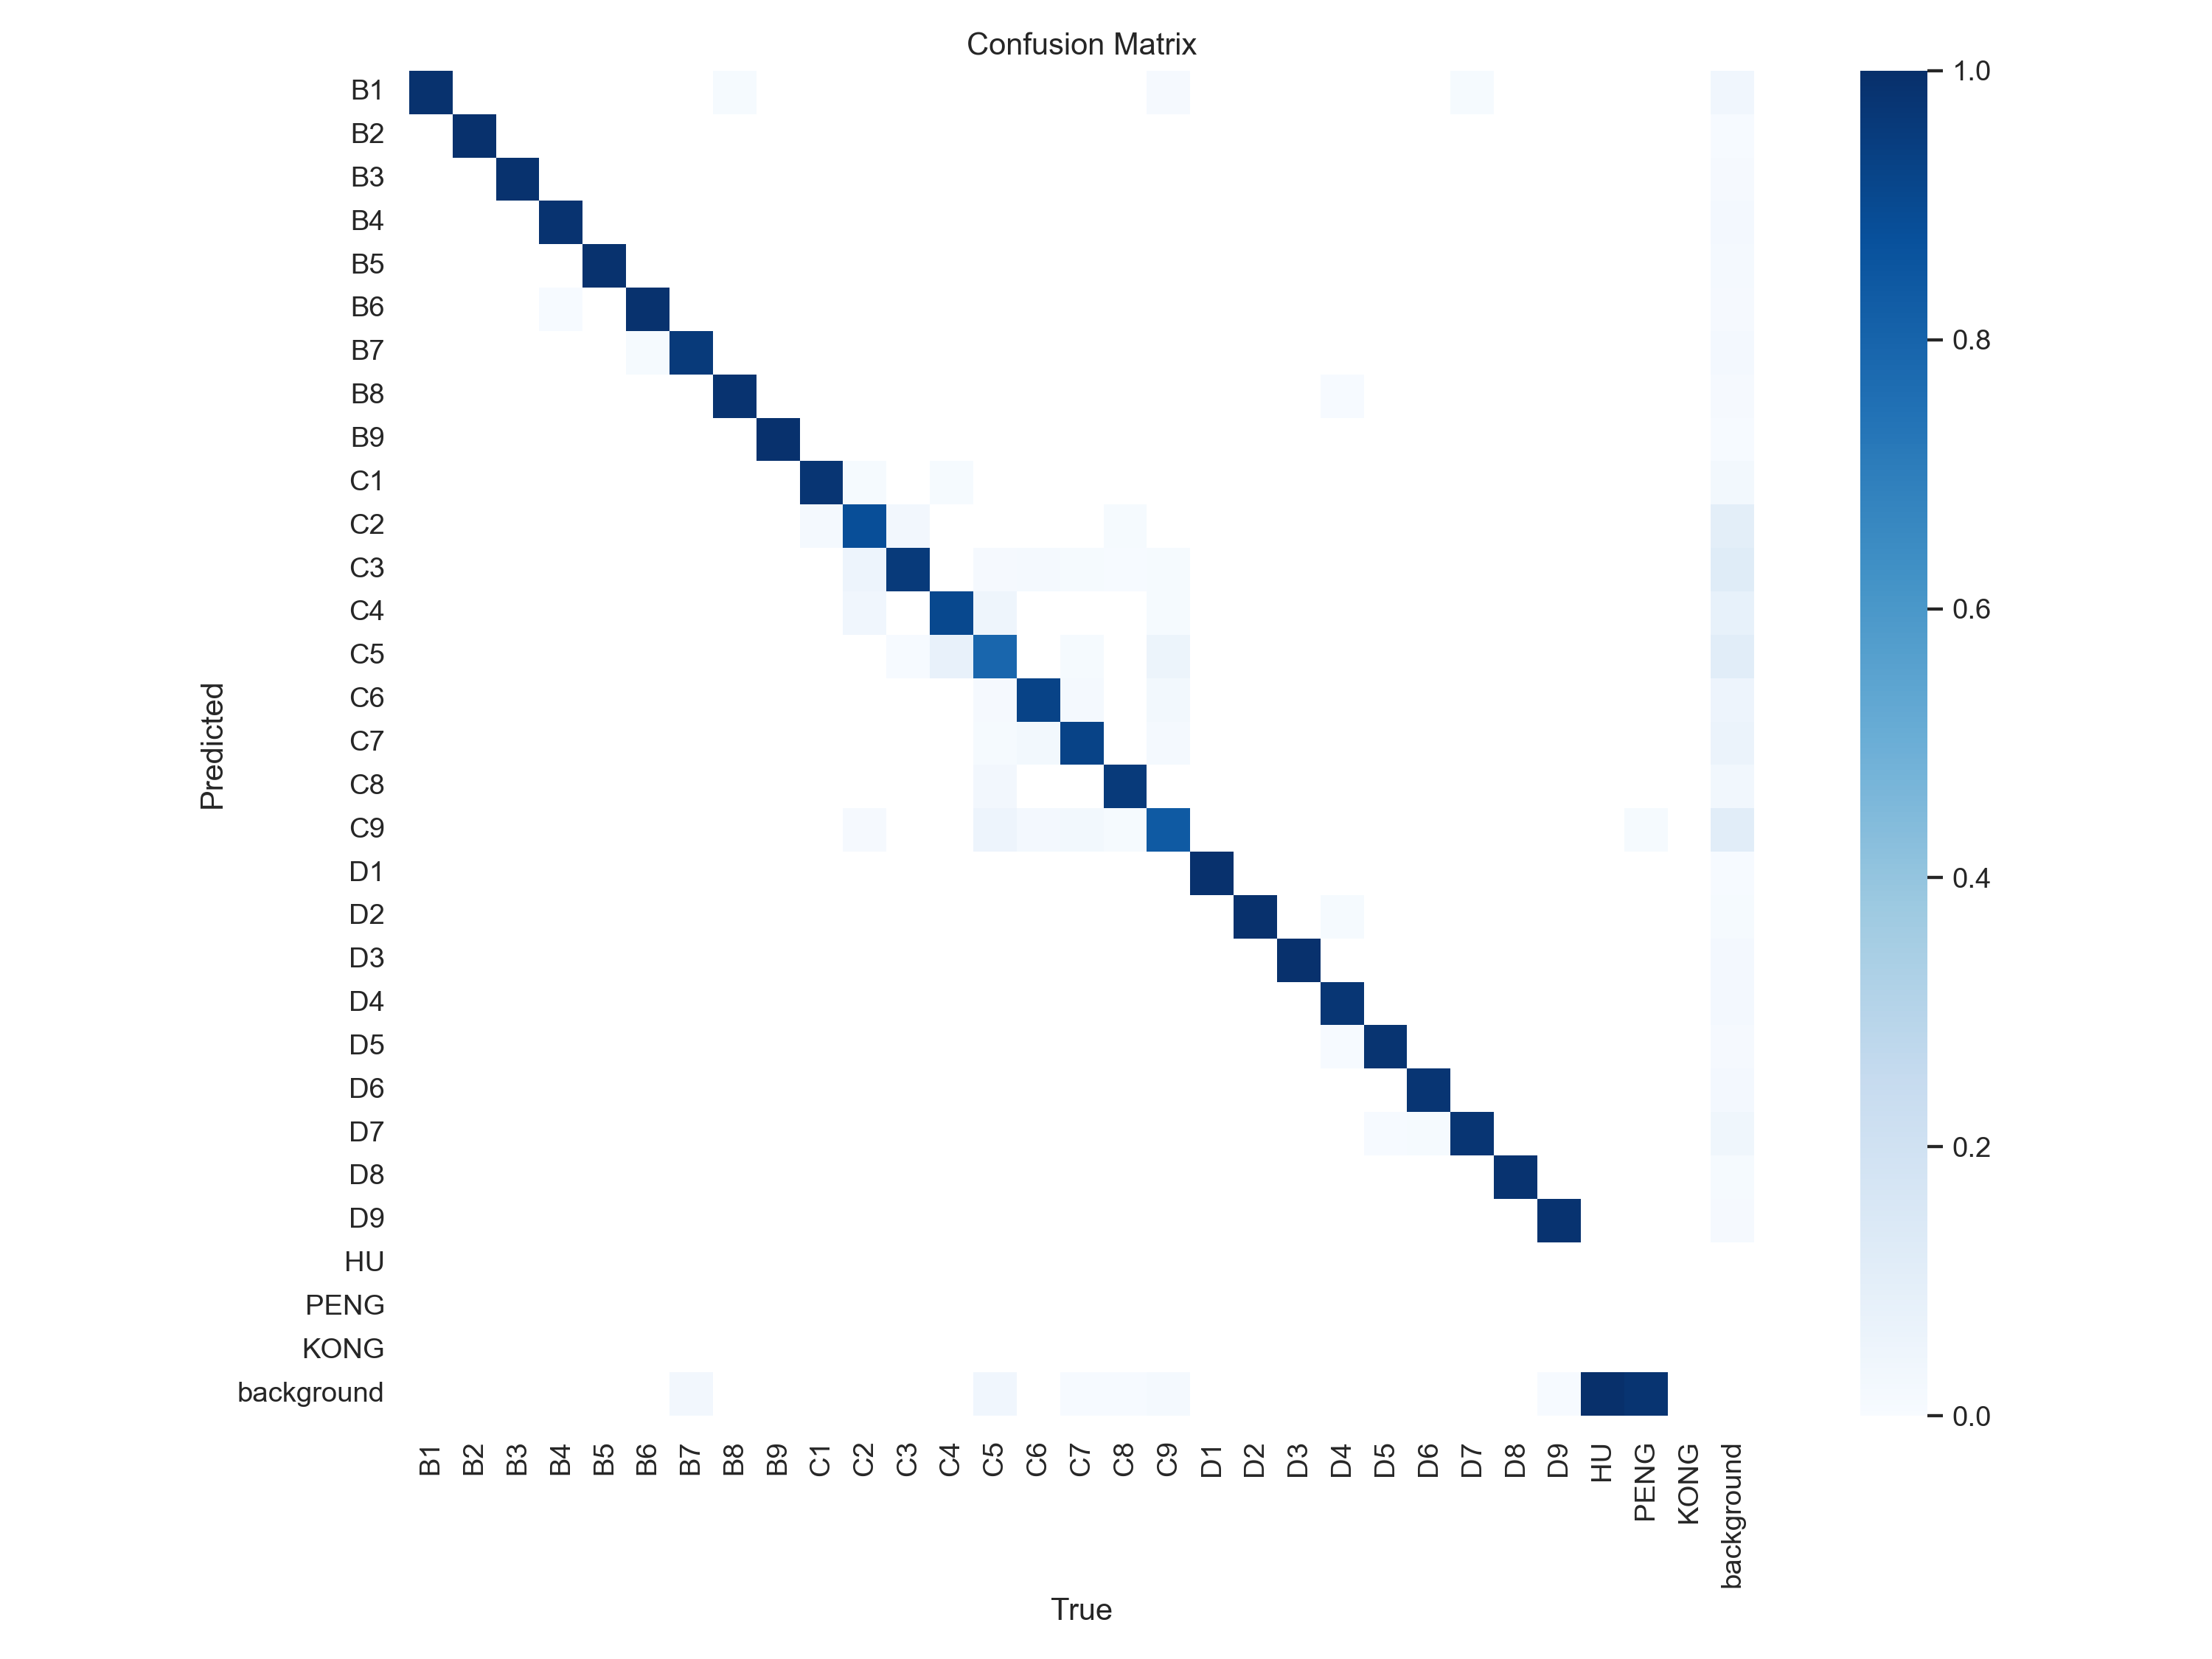 Confusion Matrix
B1
B2
B3
B4
B5
B6
B7
B8
B9
C1
C2
C3
C4
C5
C6
C7
C8
C9
D1
D2
D3
D4
D5
D6
D7
D8
D9
HU
PENG
KONG
background
Predicted
B1 B2 B3 B4 B5 B6 B7 B8 B9 C1 C2 C3 C4 C5 C6 C7 C8 C9 D1 D2 D3 D4 D5 D6 D7 D8 D9 HU PENG KONG background
True
1.0
0.8
0.6
0.4
0.2
0.0